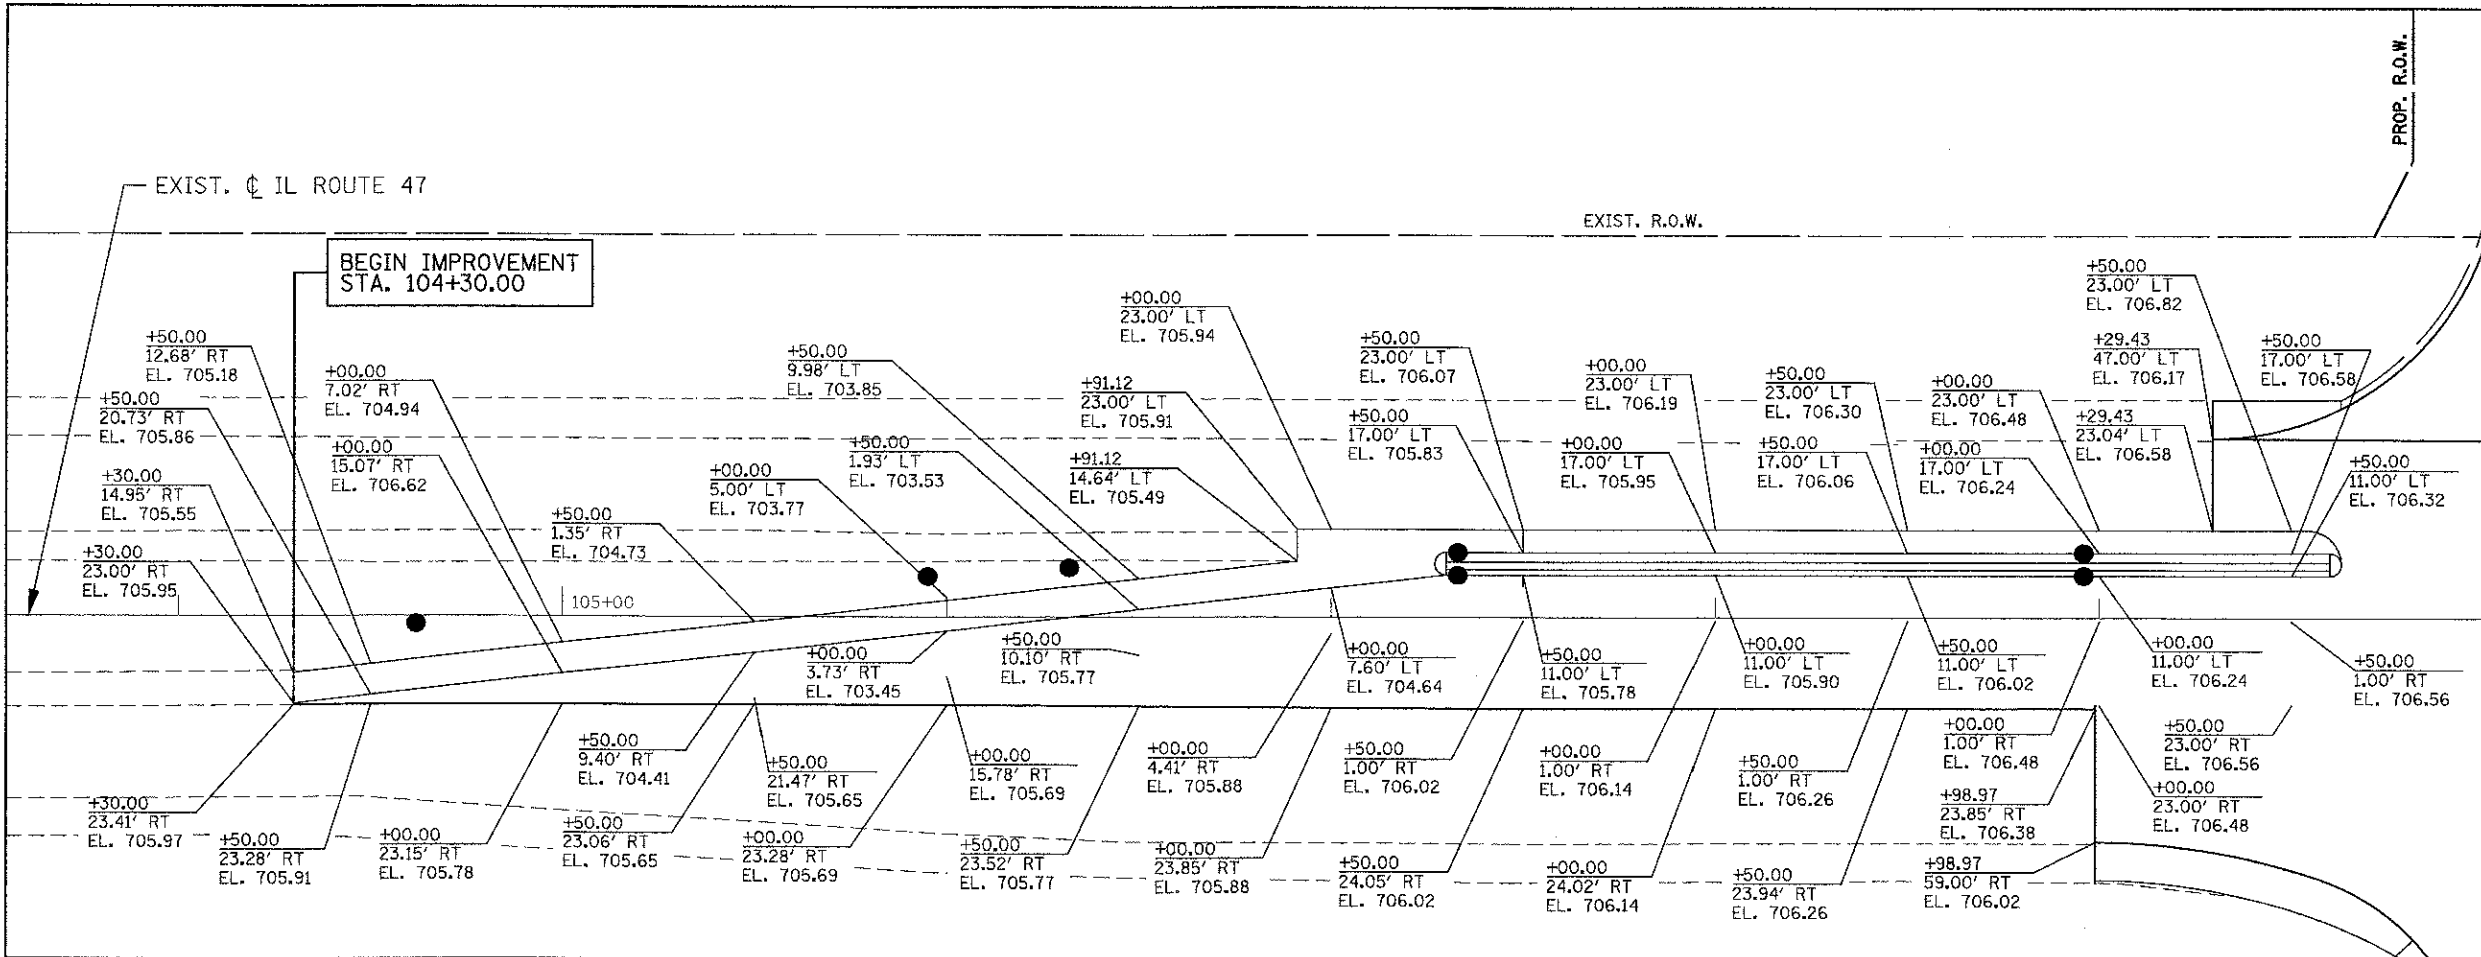 PROP. R.O.W.
EXIST. ℄ IL ROUTE 47
EXIST. R.O.W.
BEGIN IMPROVEMENT
STA. 104+30.00
+50.00
12.68' RT
EL. 705.18
+50.00
20.73' RT
EL. 705.86
+30.00
14.95' RT
EL. 705.55
+30.00
23.00' RT
EL. 705.95
+00.00
7.02' RT
EL. 704.94
+00.00
15.07' RT
EL. 706.62
+50.00
1.35' RT
EL. 704.73
105+00
+00.00
5.00' LT
EL. 703.77
+50.00
9.98' LT
EL. 703.85
+50.00
1.93' LT
EL. 703.53
+00.00
23.00' LT
EL. 705.94
+91.12
23.00' LT
EL. 705.91
+91.12
14.64' LT
EL. 705.49
+50.00
23.00' LT
EL. 706.07
+50.00
17.00' LT
EL. 705.83
+00.00
23.00' LT
EL. 706.19
+00.00
17.00' LT
EL. 705.95
+50.00
23.00' LT
EL. 706.30
+50.00
17.00' LT
EL. 706.06
+00.00
23.00' LT
EL. 706.48
+00.00
17.00' LT
EL. 706.24
+50.00
23.00' LT
EL. 706.82
+29.43
47.00' LT
EL. 706.17
+29.43
23.04' LT
EL. 706.58
+50.00
17.00' LT
EL. 706.58
+50.00
11.00' LT
EL. 706.32
+30.00
23.41' RT
EL. 705.97
+50.00
23.28' RT
EL. 705.91
+00.00
23.15' RT
EL. 705.78
+50.00
9.40' RT
EL. 704.41
+50.00
23.06' RT
EL. 705.65
+50.00
21.47' RT
EL. 705.65
+00.00
3.73' RT
EL. 703.45
+00.00
23.28' RT
EL. 705.69
+00.00
15.78' RT
EL. 705.69
+50.00
10.10' RT
EL. 705.77
+50.00
23.52' RT
EL. 705.77
+00.00
4.41' RT
EL. 705.88
+00.00
23.85' RT
EL. 705.88
+00.00
7.60' LT
EL. 704.64
+50.00
1.00' RT
EL. 706.02
+50.00
24.05' RT
EL. 706.02
+50.00
11.00' LT
EL. 705.78
+00.00
1.00' RT
EL. 706.14
+00.00
24.02' RT
EL. 706.14
+00.00
11.00' LT
EL. 705.90
+50.00
1.00' RT
EL. 706.26
+50.00
23.94' RT
EL. 706.26
+50.00
11.00' LT
EL. 706.02
+00.00
1.00' RT
EL. 706.48
+98.97
23.85' RT
EL. 706.38
+98.97
59.00' RT
EL. 706.02
+00.00
11.00' LT
EL. 706.24
+50.00
23.00' RT
EL. 706.56
+00.00
23.00' RT
EL. 706.48
+50.00
1.00' RT
EL. 706.56